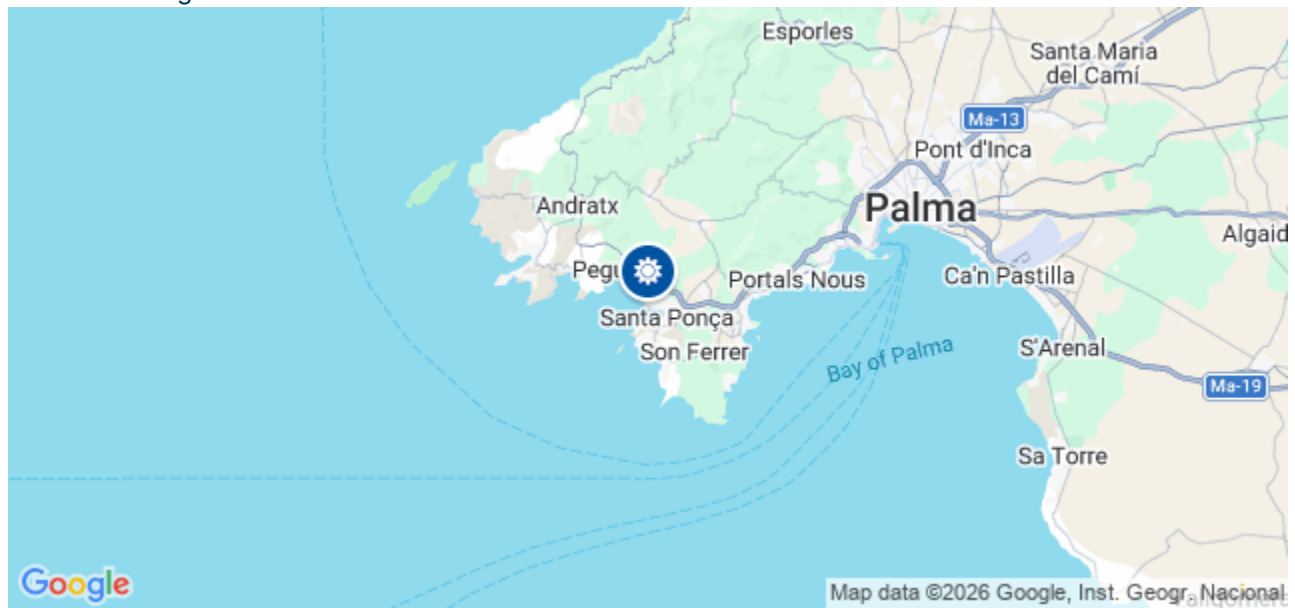 Esporles
Santa Maria
del Camí
Ma-13
Pont d'Inca
Andratx
Palma
Algaid
Pegu
Portals Nous
Ca'n Pastilla
Santa Ponça
Son Ferrer
S'Arenal
Bay of Palma
Ma-19
Sa Torre
Google
Map data ©2026 Google, Inst. Geogr. Nacional